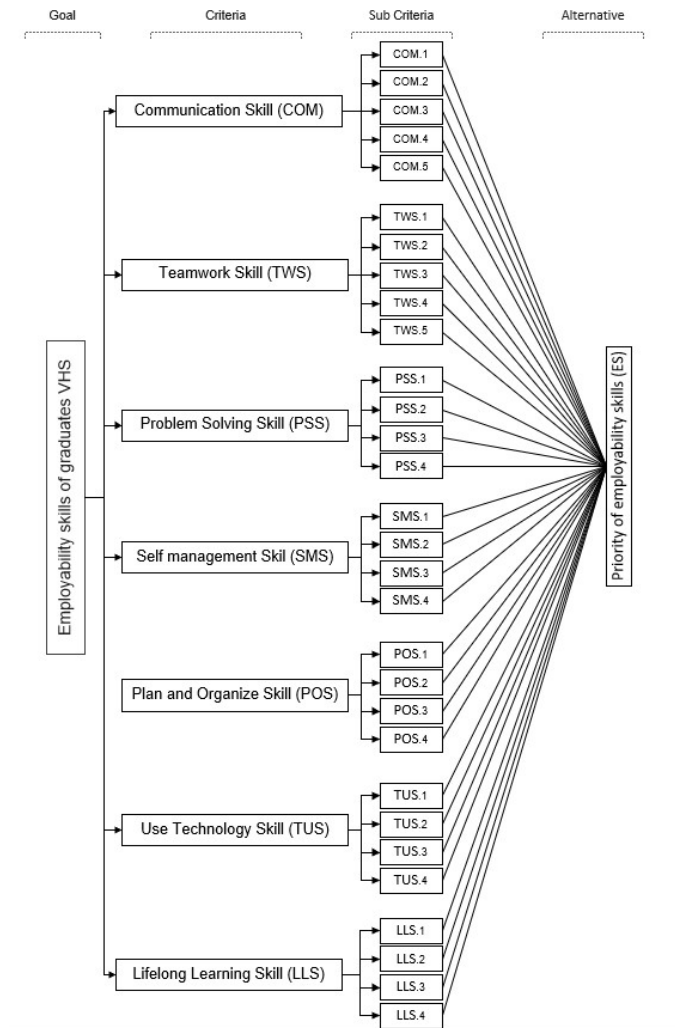 Goal
Criteria
Sub Criteria
Alternative
COM.1
COM.2
Communication Skill (COM)
COM.3
COM.4
COM.5
TWS.1
TWS.2
Teamwork Skill (TWS)
TWS.3
TWS.4
TWS.5
Employability skills of graduates VHS
Priority of employability skills (ES)
PSS.1
PSS.2
Problem Solving Skill (PSS)
PSS.3
PSS.4
SMS.1
SMS.2
Self management Skil (SMS)
SMS.3
SMS.4
POS.1
POS.2
Plan and Organize Skill (POS)
POS.3
POS.4
TUS.1
TUS.2
Use Technology Skill (TUS)
TUS.3
TUS.4
LLS.1
LLS.2
Lifelong Learning Skill (LLS)
LLS.3
LLS.4